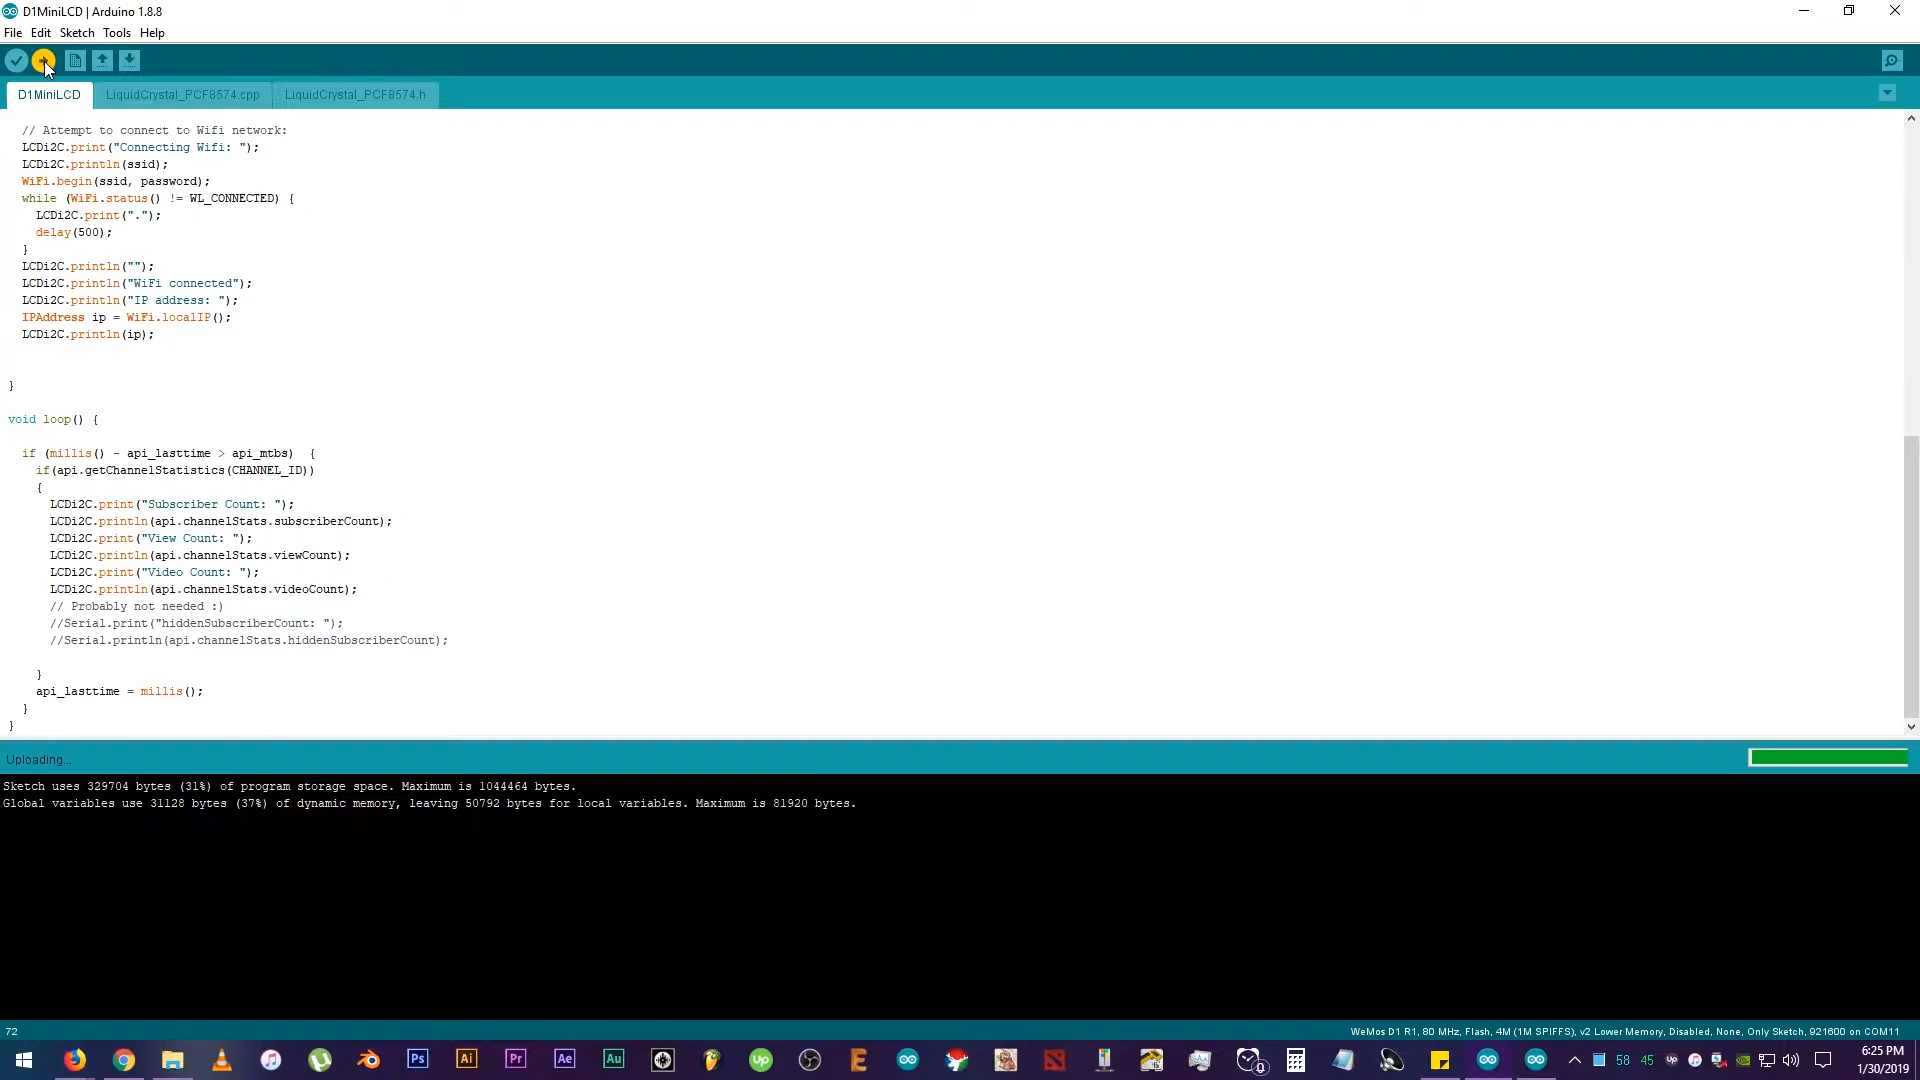 D1MiniLCD | Arduino 1.8.8
File Edit Sketch Tools Help
D1MiniLCD LiquidCrystal_PCF8574.cpp LiquidCrystal_PCF8574.h
// Attempt to connect to Wifi network:
LCDi2C.print("Connecting Wifi: ");
LCDi2C.println(ssid);
WiFi.begin(ssid, password);
while (WiFi.status() != WL_CONNECTED) {
LCDi2C.print(".");
delay(500);
}
LCDi2C.println("");
LCDi2C.println("WiFi connected");
LCDi2C.println("IP address: ");
IPAddress ip = WiFi.localIP();
LCDi2C.println(ip);
}
void loop() {
if (millis() - api_lasttime > api_mtbs) {
if(api.getChannelStatistics(CHANNEL_ID))
{
LCDi2C.print("Subscriber Count: ");
LCDi2C.println(api.channelStats.subscriberCount);
LCDi2C.print("View Count: ");
LCDi2C.println(api.channelStats.viewCount);
LCDi2C.print("Video Count: ");
LCDi2C.println(api.channelStats.videoCount);
// Probably not needed :)
//Serial.print("hiddenSubscriberCount: ");
//Serial.println(api.channelStats.hiddenSubscriberCount);
}
api_lasttime = millis();
}
}
Uploading...
Sketch uses 329704 bytes (31%) of program storage space. Maximum is 1044464 bytes.
Global variables use 31128 bytes (37%) of dynamic memory, leaving 50792 bytes for local variables. Maximum is 81920 bytes.
72 WeMos D1 R1, 80 MHz, Flash, 4M (1M SPIFFS), v2 Lower Memory, Disabled, None, Only Sketch, 921600 on COM11
Ps Ai Pr Ae Au Up E 0 58 45 6:25 PM
1/30/2019